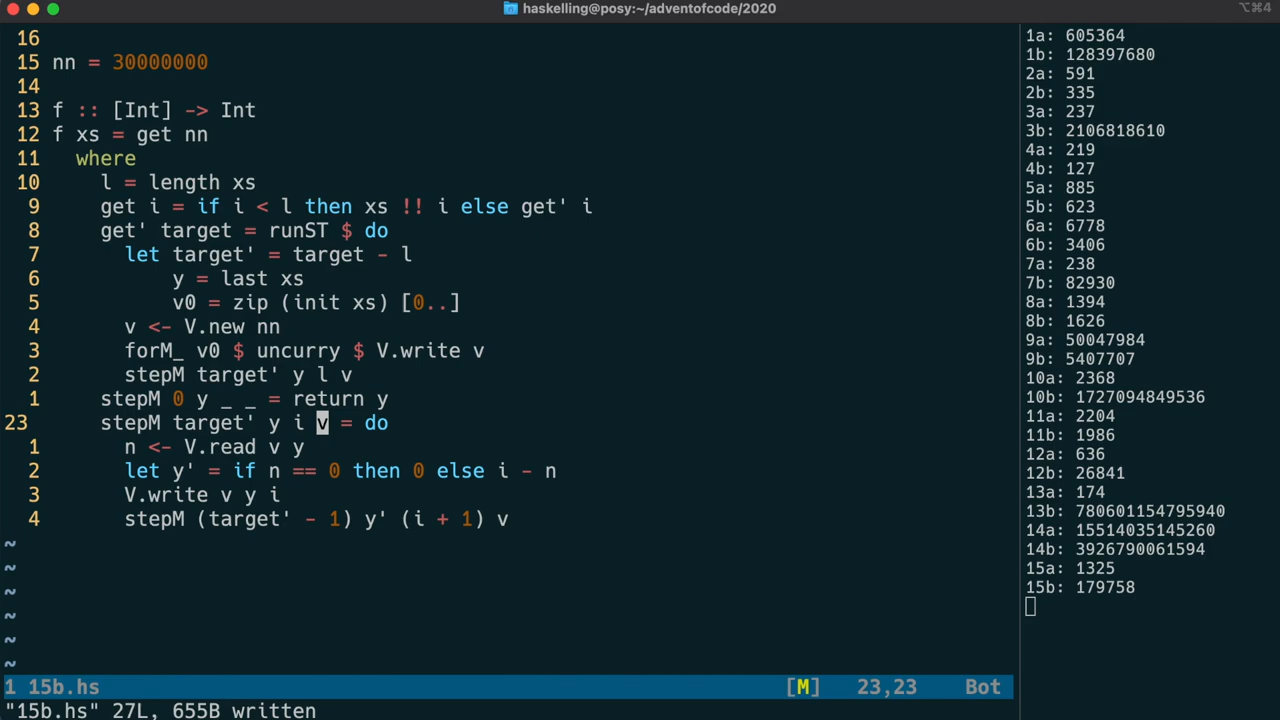 haskelling@posy:~/adventofcode/2020
⌥⌘4
16
15 nn = 30000000
14
13 f :: [Int] -> Int
12 f xs = get nn
11   where
10     l = length xs
9     get i = if i < l then xs !! i else get' i
8     get' target = runST $ do
7       let target' = target - l
6           y = last xs
5           v0 = zip (init xs) [0..]
4       v <- V.new nn
3       forM_ v0 $ uncurry $ V.write v
2       stepM target' y l v
1     stepM 0 y _ _ = return y
23     stepM target' y i v = do
1       n <- V.read v y
2       let y' = if n == 0 then 0 else i - n
3       V.write v y i
4       stepM (target' - 1) y' (i + 1) v
~
~
~
~
~
~
1 15b.hs [M] 23,23 Bot
"15b.hs" 27L, 655B written
1a: 605364
1b: 128397680
2a: 591
2b: 335
3a: 237
3b: 2106818610
4a: 219
4b: 127
5a: 885
5b: 623
6a: 6778
6b: 3406
7a: 238
7b: 82930
8a: 1394
8b: 1626
9a: 50047984
9b: 5407707
10a: 2368
10b: 1727094849536
11a: 2204
11b: 1986
12a: 636
12b: 26841
13a: 174
13b: 780601154795940
14a: 15514035145260
14b: 3926790061594
15a: 1325
15b: 179758